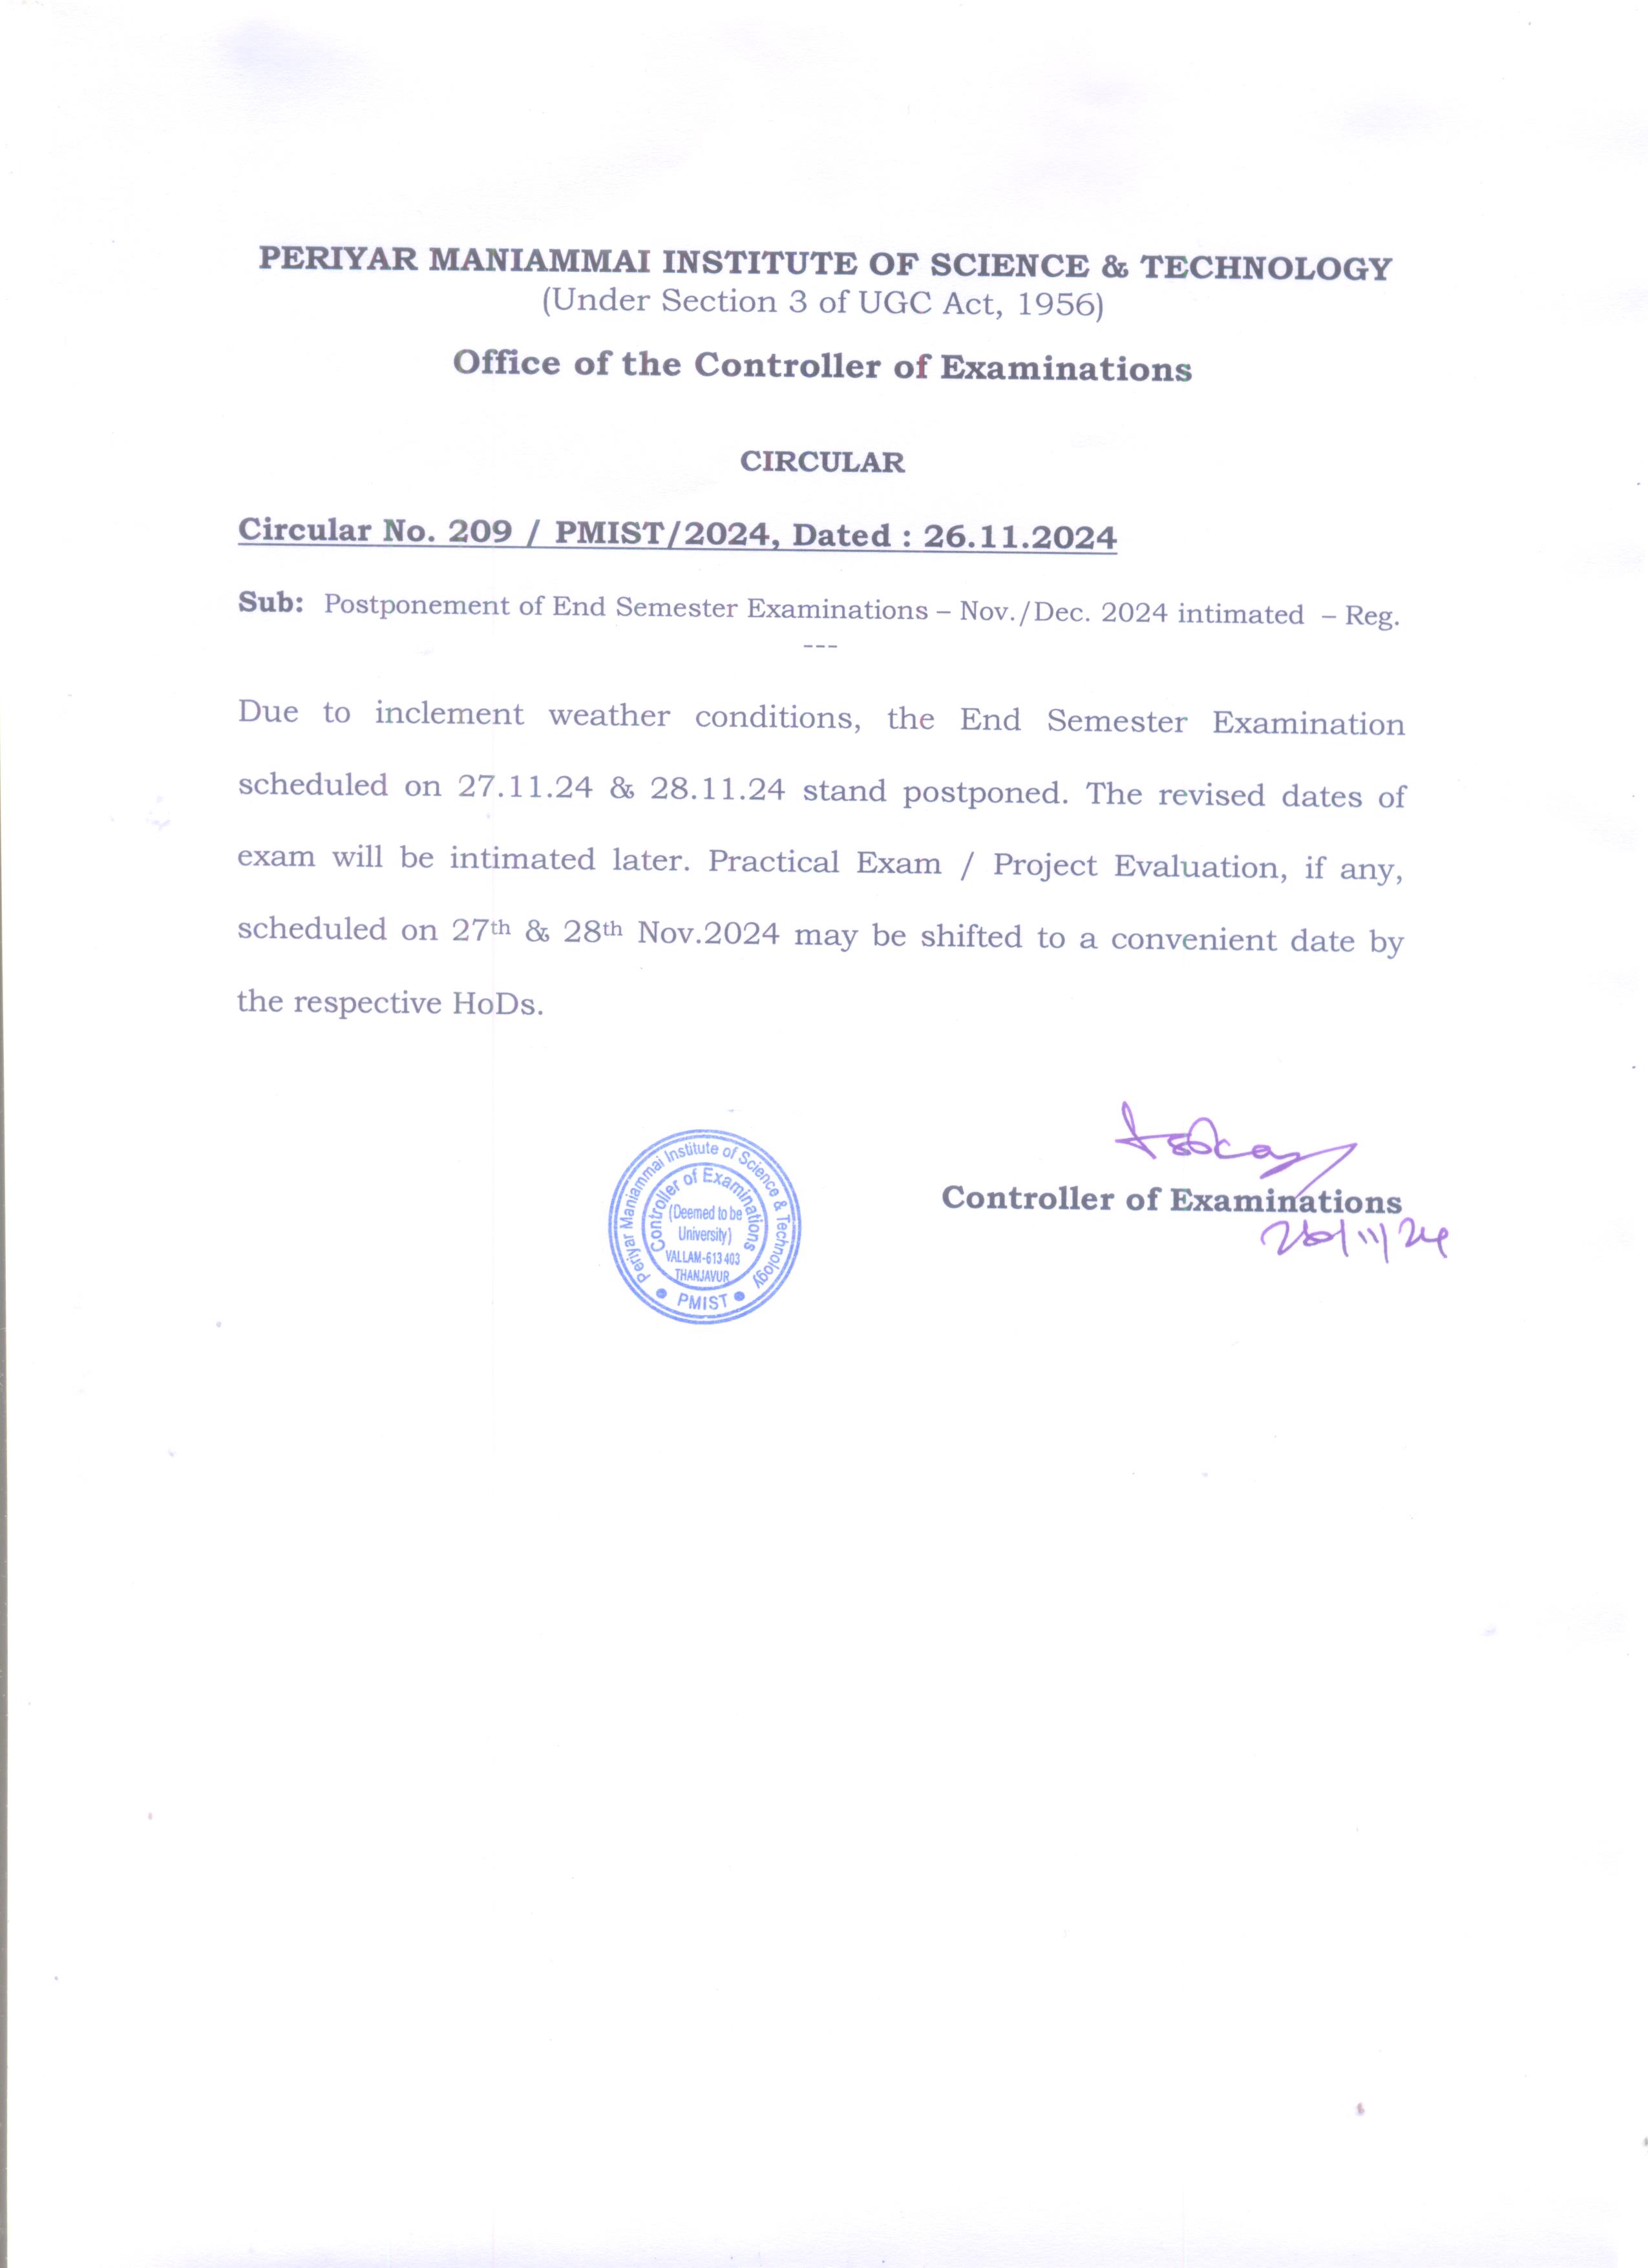 PERIYAR MANIAMMAI INSTITUTE OF SCIENCE & TECHNOLOGY
(Under Section 3 of UGC Act, 1956)
Office of the Controller of Examinations
CIRCULAR
Circular No. 209 / PMIST/2024, Dated : 26.11.2024
Sub: Postponement of End Semester Examinations – Nov./Dec. 2024 intimated – Reg.
---
Due to inclement weather conditions, the End Semester Examination
scheduled on 27.11.24 & 28.11.24 stand postponed. The revised dates of
exam will be intimated later. Practical Exam / Project Evaluation, if any,
scheduled on 27th & 28th Nov.2024 may be shifted to a convenient date by
the respective HoDs.
Periyar Maniammai Institute of Science & Technology
Controller of Examinations
(Deemed to be
University)
VALLAM-613 403
THANJAVUR
• PMIST •
Controller of Examinations
26/11/24